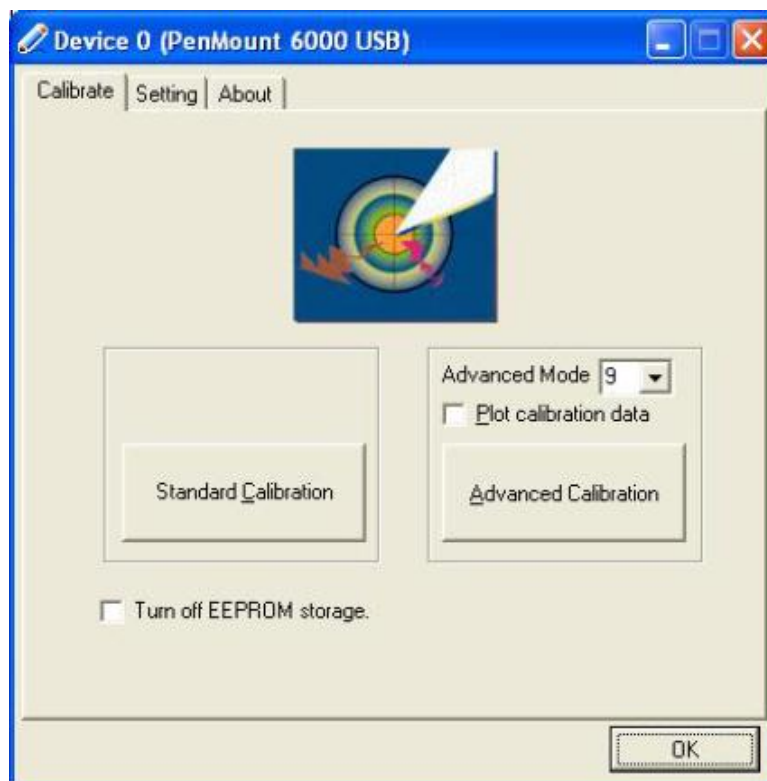 Device 0 (PenMount 6000 USB)
Calibrate Setting About
Advanced Mode 9
Plot calibration data
Standard Calibration
Advanced Calibration
Turn off EEPROM storage.
OK